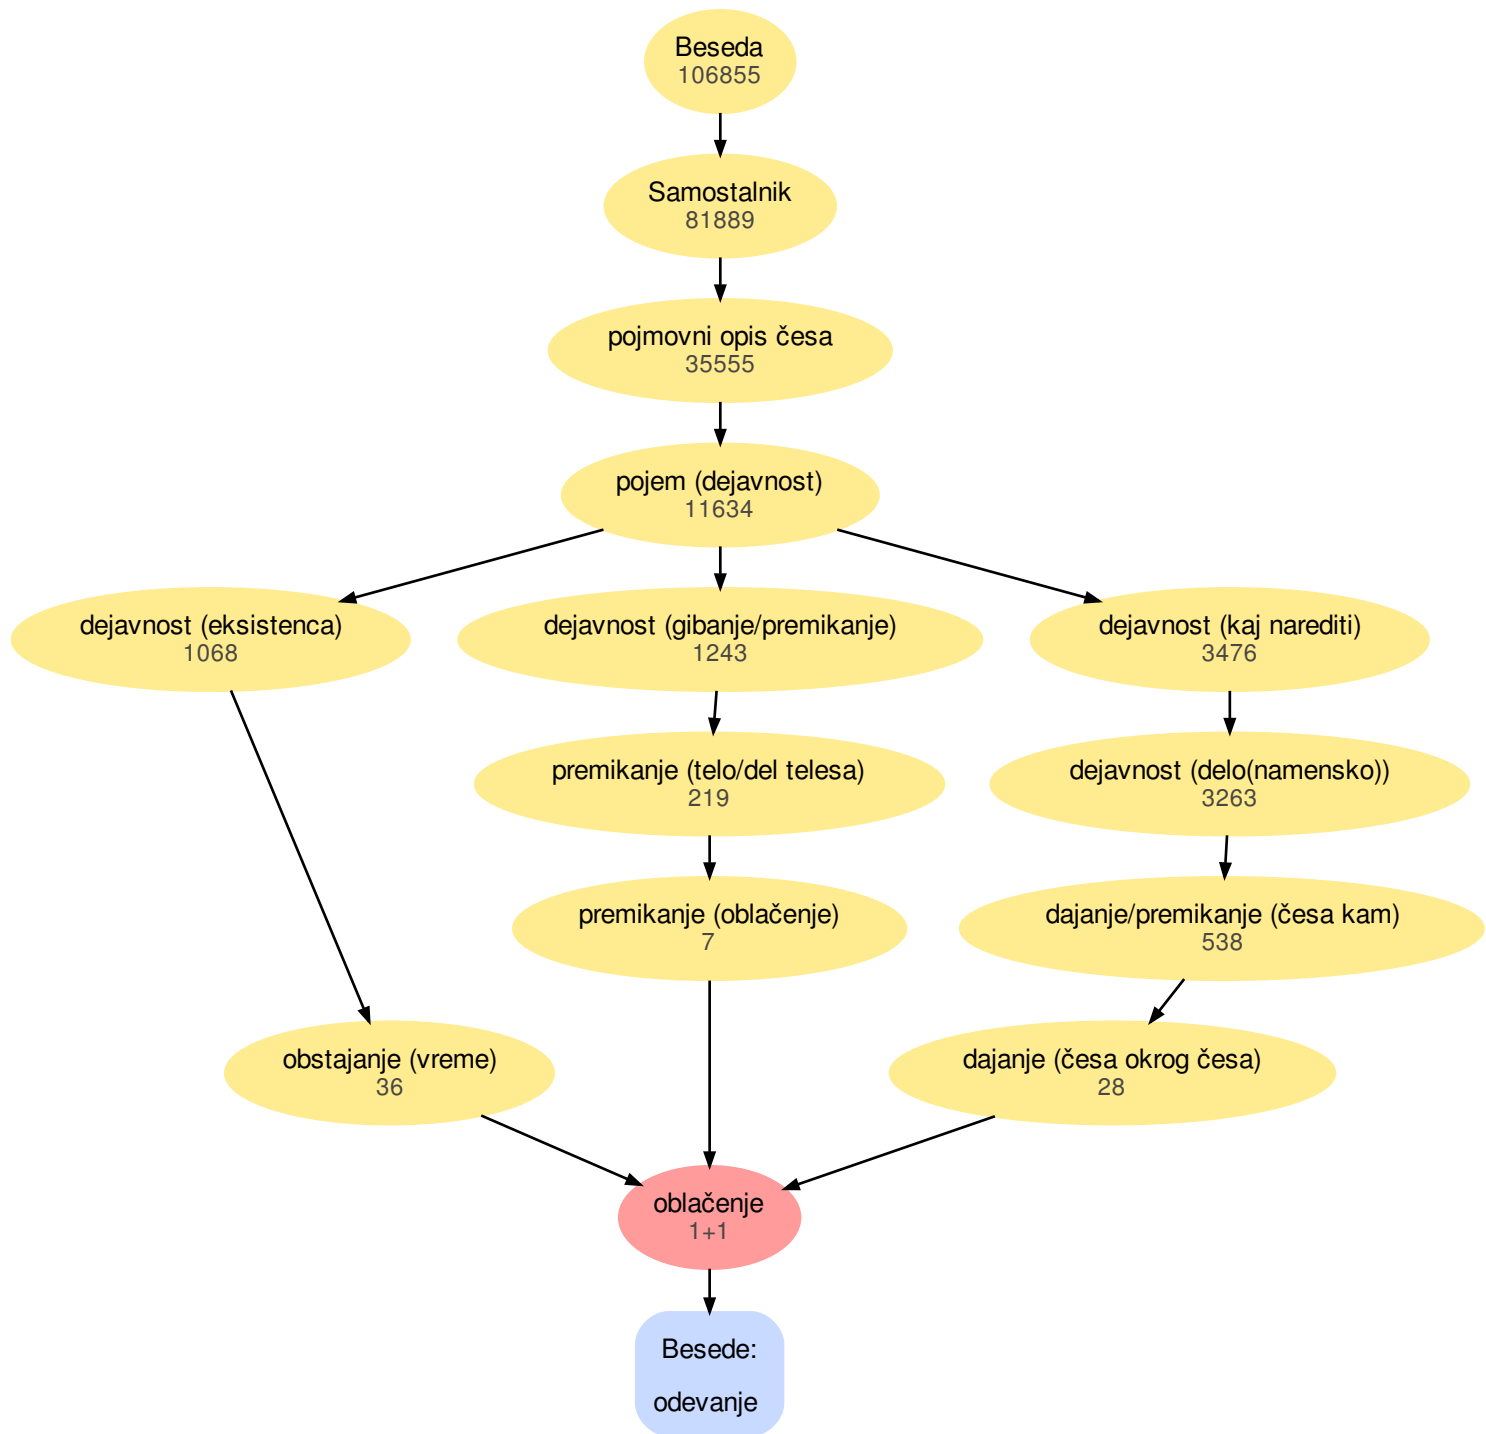 Beseda
106855
Samostalnik
81889
pojmovni opis česa
35555
pojem (dejavnost)
11634
dejavnost (eksistenca)
1068
dejavnost (gibanje/premikanje)
1243
dejavnost (kaj narediti)
3476
premikanje (telo/del telesa)
219
dejavnost (delo(namensko))
3263
premikanje (oblačenje)
7
dajanje/premikanje (česa kam)
538
obstajanje (vreme)
36
dajanje (česa okrog česa)
28
oblačenje
1+1
Besede:
odevanje